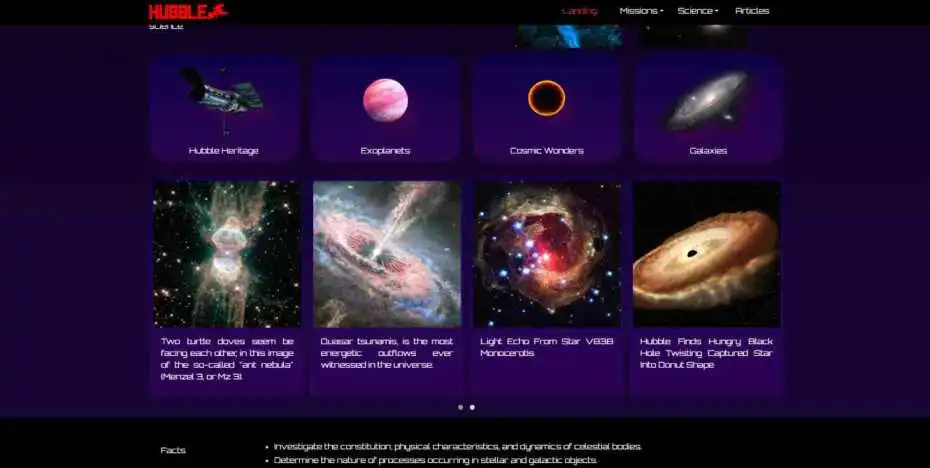 HUBBLE
Landing Missions Science Articles
science.
Hubble Heritage Exoplanets Cosmic Wonders Galaxies
Two turtle doves seem be
facing each other, in this image
of the so-called "ant nebula"
(Menzel 3, or Mz 3).
Quasar tsunamis, is the most
energetic outflows ever
witnessed in the universe.
Light Echo From Star V838
Monocerotis
Hubble Finds Hungry Black
Hole Twisting Captured Star
Into Donut Shape
Facts
• Investigate the constitution, physical characteristics, and dynamics of celestial bodies.
• Determine the nature of processes occurring in stellar and galactic objects.